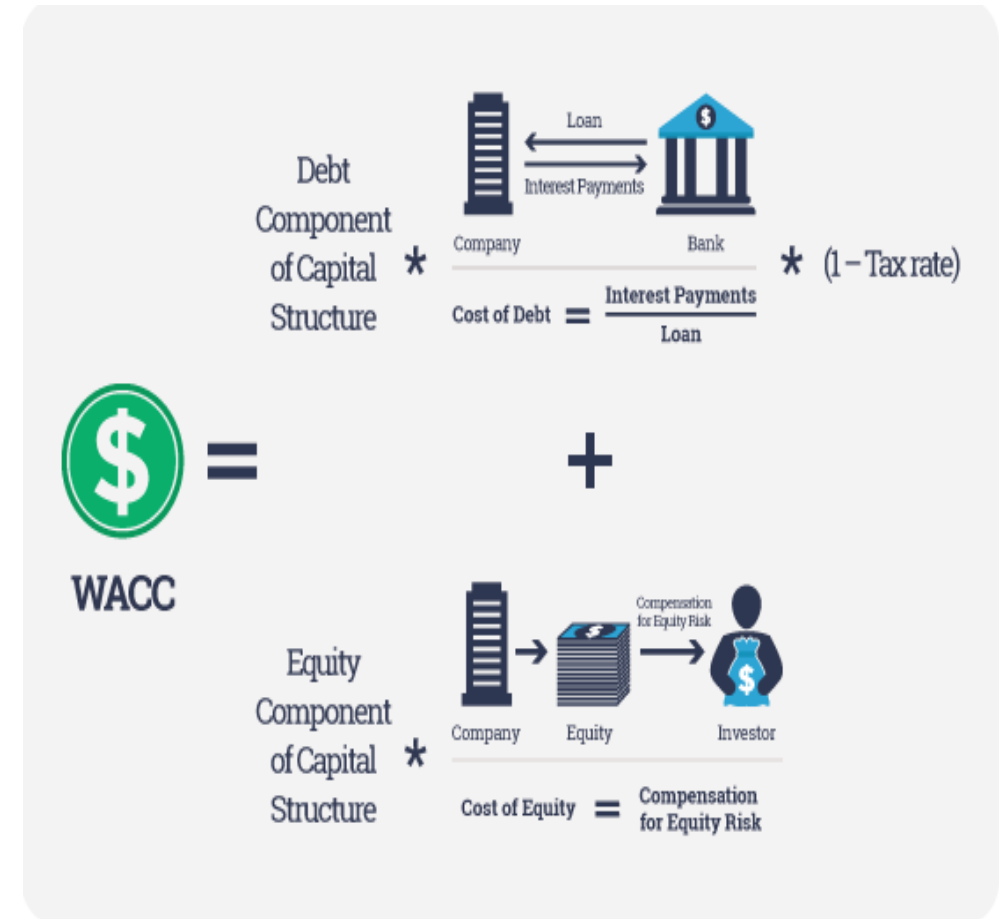 Debt
Component
of Capital
Structure
*
Loan
Interest Payments
Company
Bank
Cost of Debt = Interest Payments
Loan
* (1 – Tax rate)
$
WACC
=
+
Equity
Component
of Capital
Structure
*
Compensation
for Equity Risk
Company
Equity
Investor
Cost of Equity = Compensation
for Equity Risk